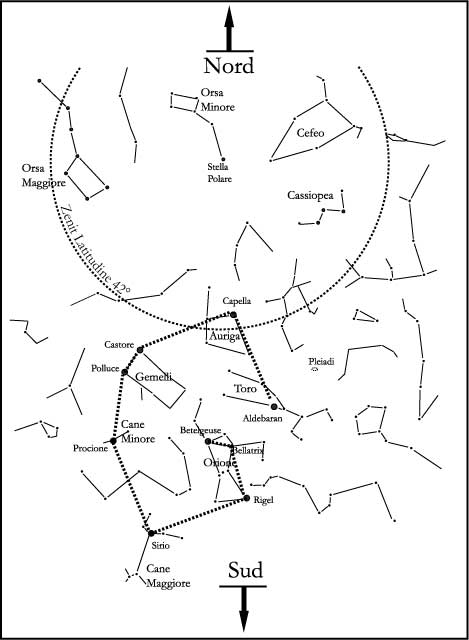 Nord
Orsa
Minore
Cefeo
Stella
Polare
Orsa
Maggiore
Cassiopea
Zenit Latitudine 42°
Capella
Auriga
Castore
Polluce
Gemelli
Pleiadi
Toro
Aldebaran
Cane
Minore
Procione
Betelgeuse
Bellatrix
Orione
Rigel
Sirio
Cane
Maggiore
Sud